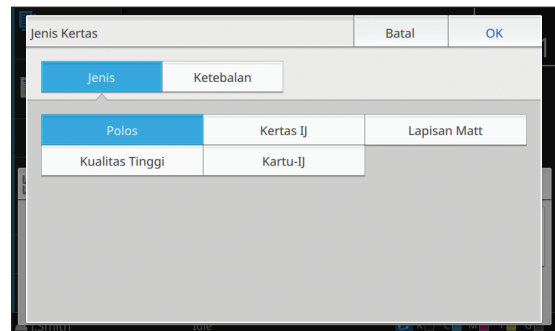 Jenis Kertas
Batal
OK
Jenis
Ketebalan
Polos
Kertas IJ
Lapisan Matt
Kualitas Tinggi
Kartu-IJ